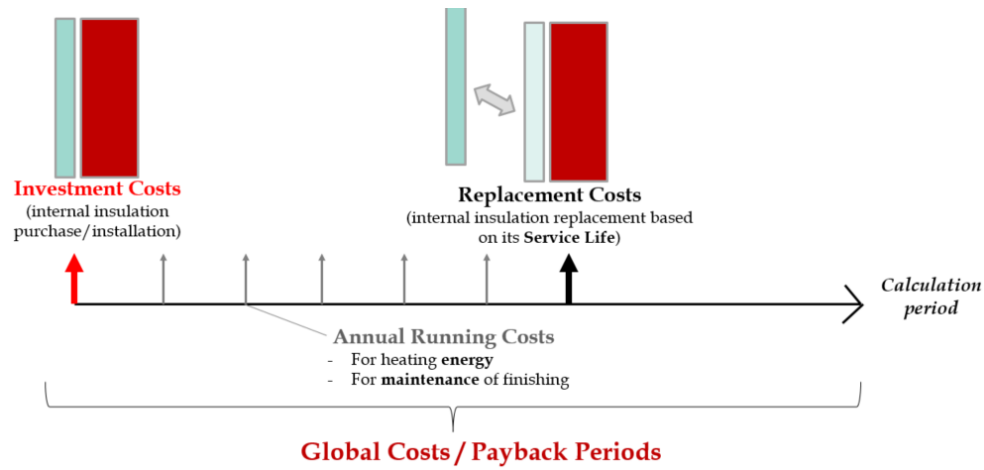 Investment Costs
(internal insulation
purchase/installation)
Replacement Costs
(internal insulation replacement based
on its Service Life)
Calculation
period
Annual Running Costs
- For heating energy
- For maintenance of finishing
Global Costs / Payback Periods